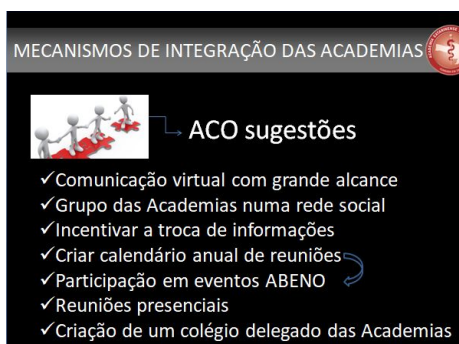 MECANISMOS DE INTEGRAÇÃO DAS ACADEMIAS
ACO sugestões
✓Comunicação virtual com grande alcance
✓Grupo das Academias numa rede social
✓Incentivar a troca de informações
✓Criar calendário anual de reuniões
✓Participação em eventos ABENO
✓Reuniões presenciais
✓Criação de um colégio delegado das Academias